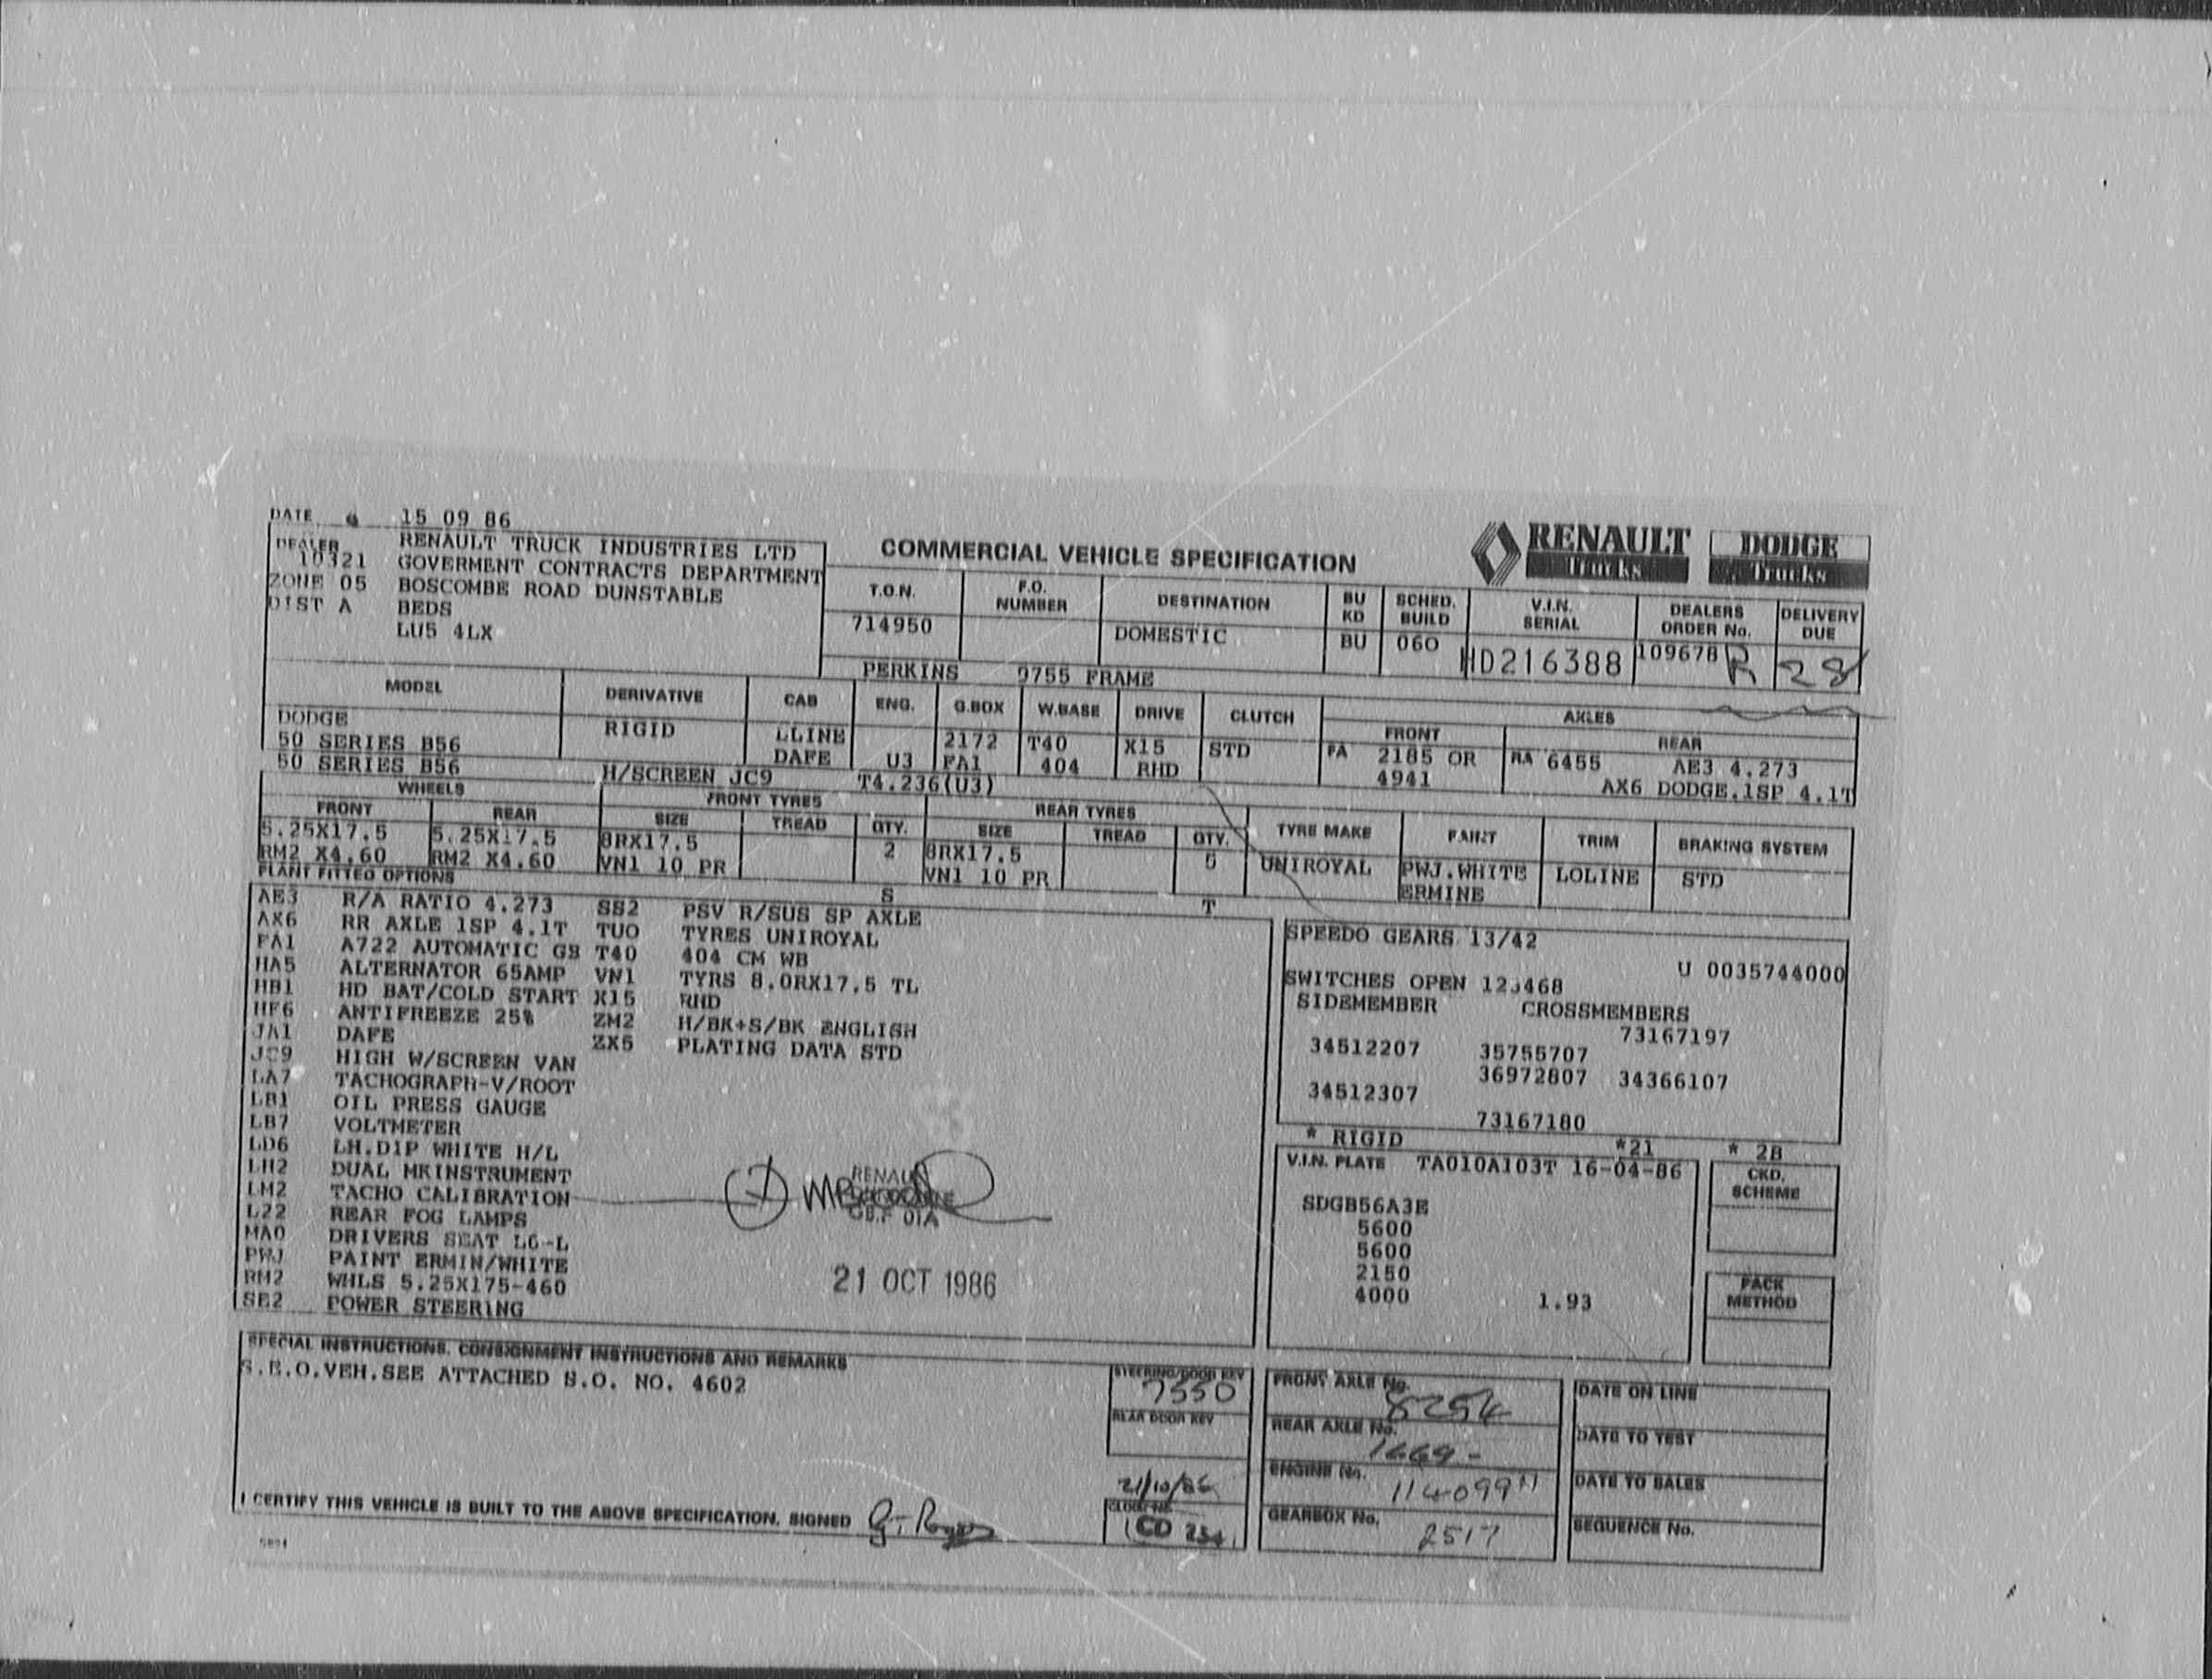 DATE 15 09 86
DEALER RENAULT TRUCK INDUSTRIES LTD
10321 GOVERMENT CONTRACTS DEPARTMENT
ZONE 05 BOSCOMBE ROAD DUNSTABLE
DIST A BEDS
LU5 4LX
COMMERCIAL VEHICLE SPECIFICATION
RENAULT Trucks
DODGE Trucks
T.O.N. F.O. NUMBER DESTINATION BU KD SCHED. BUILD V.I.N. SERIAL DEALERS ORDER No. DELIVERY DUE
714950 DOMESTIC BU 060 HD216388 109678 R 28
PERKINS 9755 FRAME
MODEL DERIVATIVE CAB ENG. G.BOX W.BASE DRIVE CLUTCH AXLES
FRONT REAR
DODGE RIGID LLINE 2172 T40 X15 STD FA 2185 OR RA 6455 AE3 4.273
50 SERIES B56 DAFE U3 FA1 404 RHD 4941 AX6 DODGE.1SP 4.1T
50 SERIES B56 H/SCREEN JC9 T4.236(U3)
WHEELS FRONT TYRES REAR TYRES
FRONT REAR SIZE TREAD QTY. SIZE TREAD QTY. TYRE MAKE PAINT TRIM BRAKING SYSTEM
5.25X17.5 5.25X17.5 8RX17.5 2 8RX17.5 5 UNIROYAL PWJ.WHITE LOLINE STD
RM2 X4.60 RM2 X4.60 VN1 10 PR VN1 10 PR ERMINE
PLANT FITTED OPTIONS S T
AE3 R/A RATIO 4.273 SS2 PSV R/SUS SP AXLE
AX6 RR AXLE 1SP 4.1T TUO TYRES UNIROYAL
FA1 A722 AUTOMATIC GB T40 404 CM WB
HA5 ALTERNATOR 65AMP VN1 TYRS 8.0RX17.5 TL
HB1 HD BAT/COLD START X15 RHD
HF6 ANTIFREEZE 25% ZM2 H/BK+S/BK ENGLISH
JA1 DAFE ZX5 PLATING DATA STD
JC9 HIGH W/SCREEN VAN
LA7 TACHOGRAPH-V/ROOT
LB1 OIL PRESS GAUGE
LB7 VOLTMETER
LD6 LH.DIP WHITE H/L
LH2 DUAL MKINSTRUMENT
LM2 TACHO CALIBRATION
L22 REAR FOG LAMPS
MA0 DRIVERS SEAT LG-L
PWJ PAINT ERMIN/WHITE
RM2 WHLS 5.25X175-460
SE2 POWER STEERING
21 OCT 1986
SPEEDO GEARS 13/42
U 0035744000
SWITCHES OPEN 123468
SIDEMEMBER CROSSMEMBERS
73167197
34512207 35755707
36972807 34366107
34512307
73167180
* RIGID *21 * 2B
V.I.N. PLATE TA010A103T 16-04-86
SDGB56A3E
5600
5600
2150
4000 1.93
CKD. SCHEME
PACK METHOD
SPECIAL INSTRUCTIONS, CONSIGNMENT INSTRUCTIONS AND REMARKS
S.E.O.VEH.SEE ATTACHED S.O. NO. 4602
STEERING/DOOR KEY 7550
REAR DOOR KEY
21/10/86
CD 254
FRONT AXLE No. 8254
REAR AXLE No. 1669 -
ENGINE No. 114099
GEARBOX No. 2517
DATE ON LINE
DATE TO TEST
DATE TO SALES
SEQUENCE No.
I CERTIFY THIS VEHICLE IS BUILT TO THE ABOVE SPECIFICATION. SIGNED